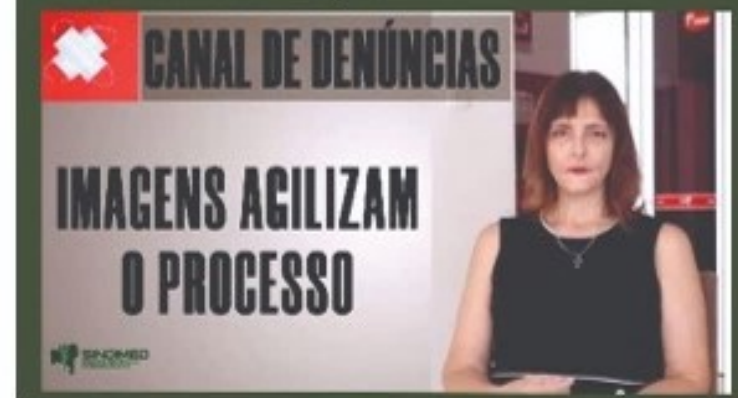 CANAL DE DENÚNCIAS
IMAGENS AGILIZAM
O PROCESSO
SINDIMED